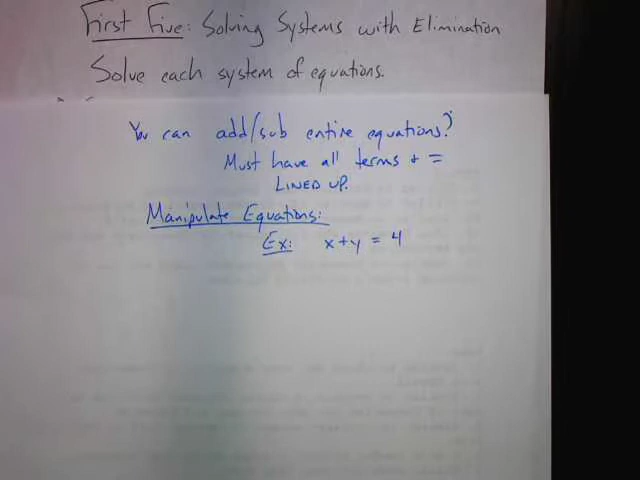 First Five: Solving Systems with Elimination
Solve each system of equations.
You can add/sub entire equations?
Must have all terms + =
LINED UP.
Manipulate Equations:
Ex: x+y = 4